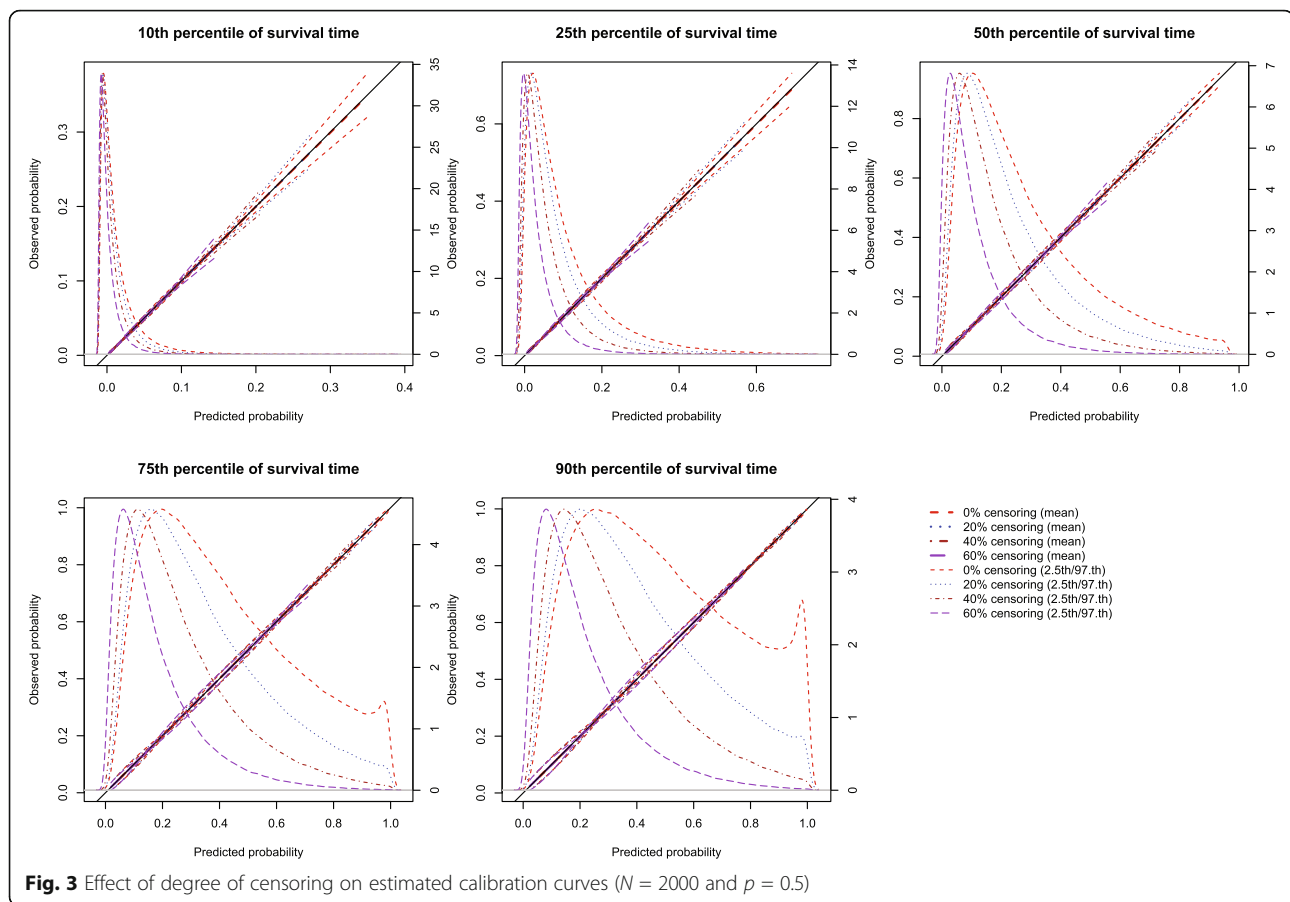 10th percentile of survival time
Observed probability
0.0 0.1 0.2 0.3
0.0 0.1 0.2 0.3 0.4
0 5 10 15 20 25 30 35
Predicted probability
25th percentile of survival time
Observed probability
0.0 0.2 0.4 0.6
0.0 0.2 0.4 0.6
0 2 4 6 8 10 12 14
Predicted probability
50th percentile of survival time
Observed probability
0.0 0.2 0.4 0.6 0.8
0.0 0.2 0.4 0.6 0.8 1.0
0 1 2 3 4 5 6 7
Predicted probability
75th percentile of survival time
Observed probability
0.0 0.2 0.4 0.6 0.8 1.0
0.0 0.2 0.4 0.6 0.8 1.0
0 1 2 3 4
Predicted probability
90th percentile of survival time
Observed probability
0.0 0.2 0.4 0.6 0.8 1.0
0.0 0.2 0.4 0.6 0.8 1.0
0 1 2 3 4
Predicted probability
0% censoring (mean)
20% censoring (mean)
40% censoring (mean)
60% censoring (mean)
0% censoring (2.5th/97.th)
20% censoring (2.5th/97.th)
40% censoring (2.5th/97.th)
60% censoring (2.5th/97.th)
Fig. 3 Effect of degree of censoring on estimated calibration curves (N = 2000 and p = 0.5)